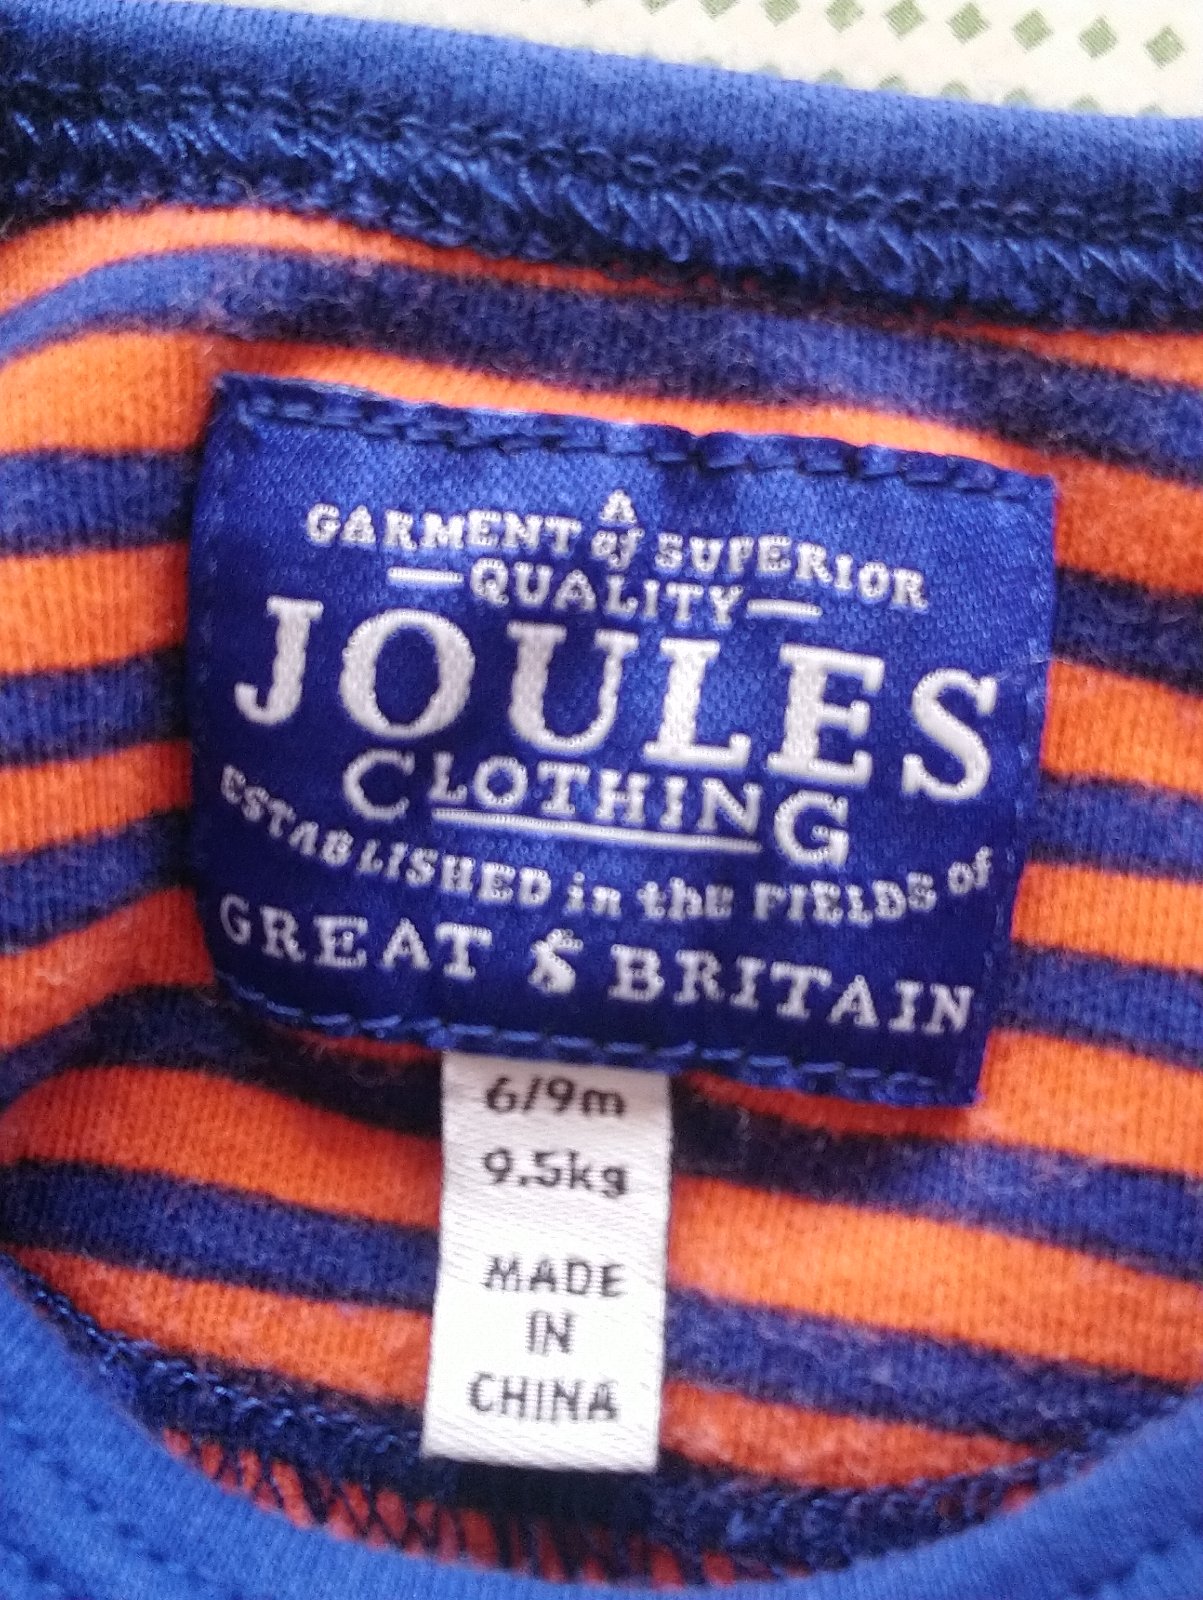 A
GARMENT of SUPERIOR
QUALITY
JOULES
CLOTHING
ESTABLISHED in the FIELDS of
GREAT BRITAIN
6/9m
9.5kg
MADE
IN
CHINA